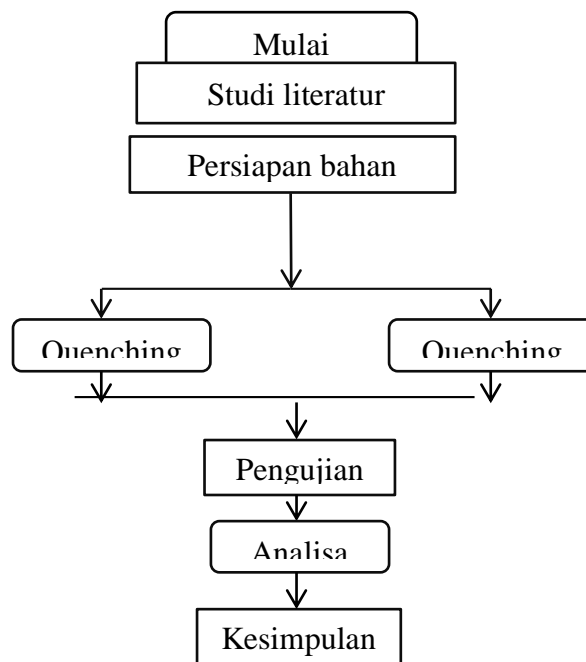 Mulai
Studi literatur
Persiapan bahan
Quenching
Quenching
Pengujian
Analisa
Kesimpulan